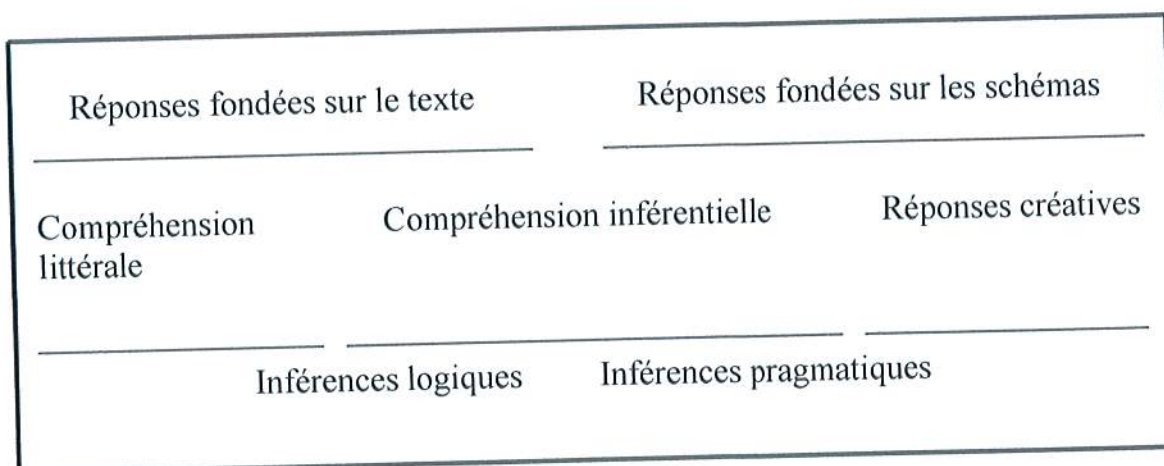 Réponses fondées sur le texte
Réponses fondées sur les schémas
Compréhension
littérale
Compréhension inférentielle
Réponses créatives
Inférences logiques
Inférences pragmatiques